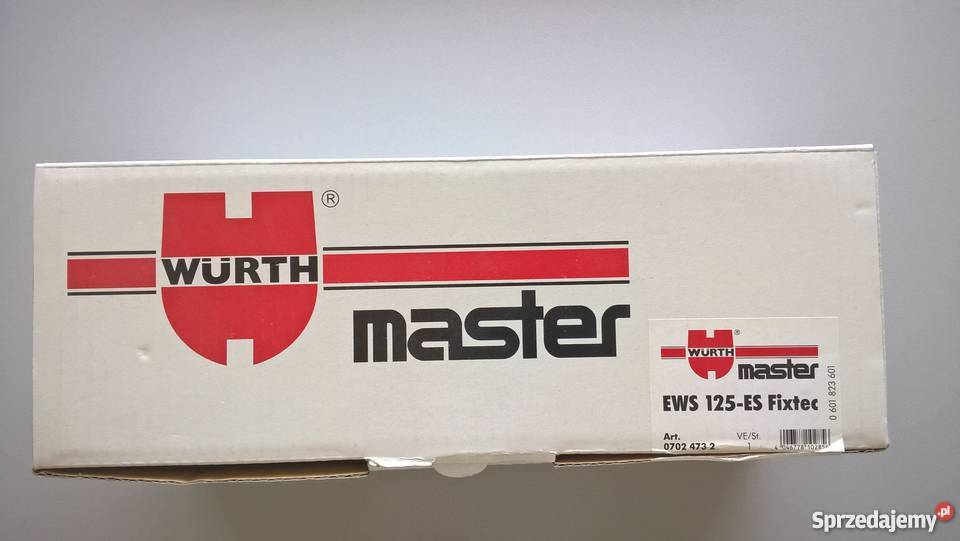 WÜRTH ®
master
WÜRTH ®
master
EWS 125-ES Fixtec
0 601 823 601
Art. VE/St.
0702 473 2 1
Sprzedajemy.pl